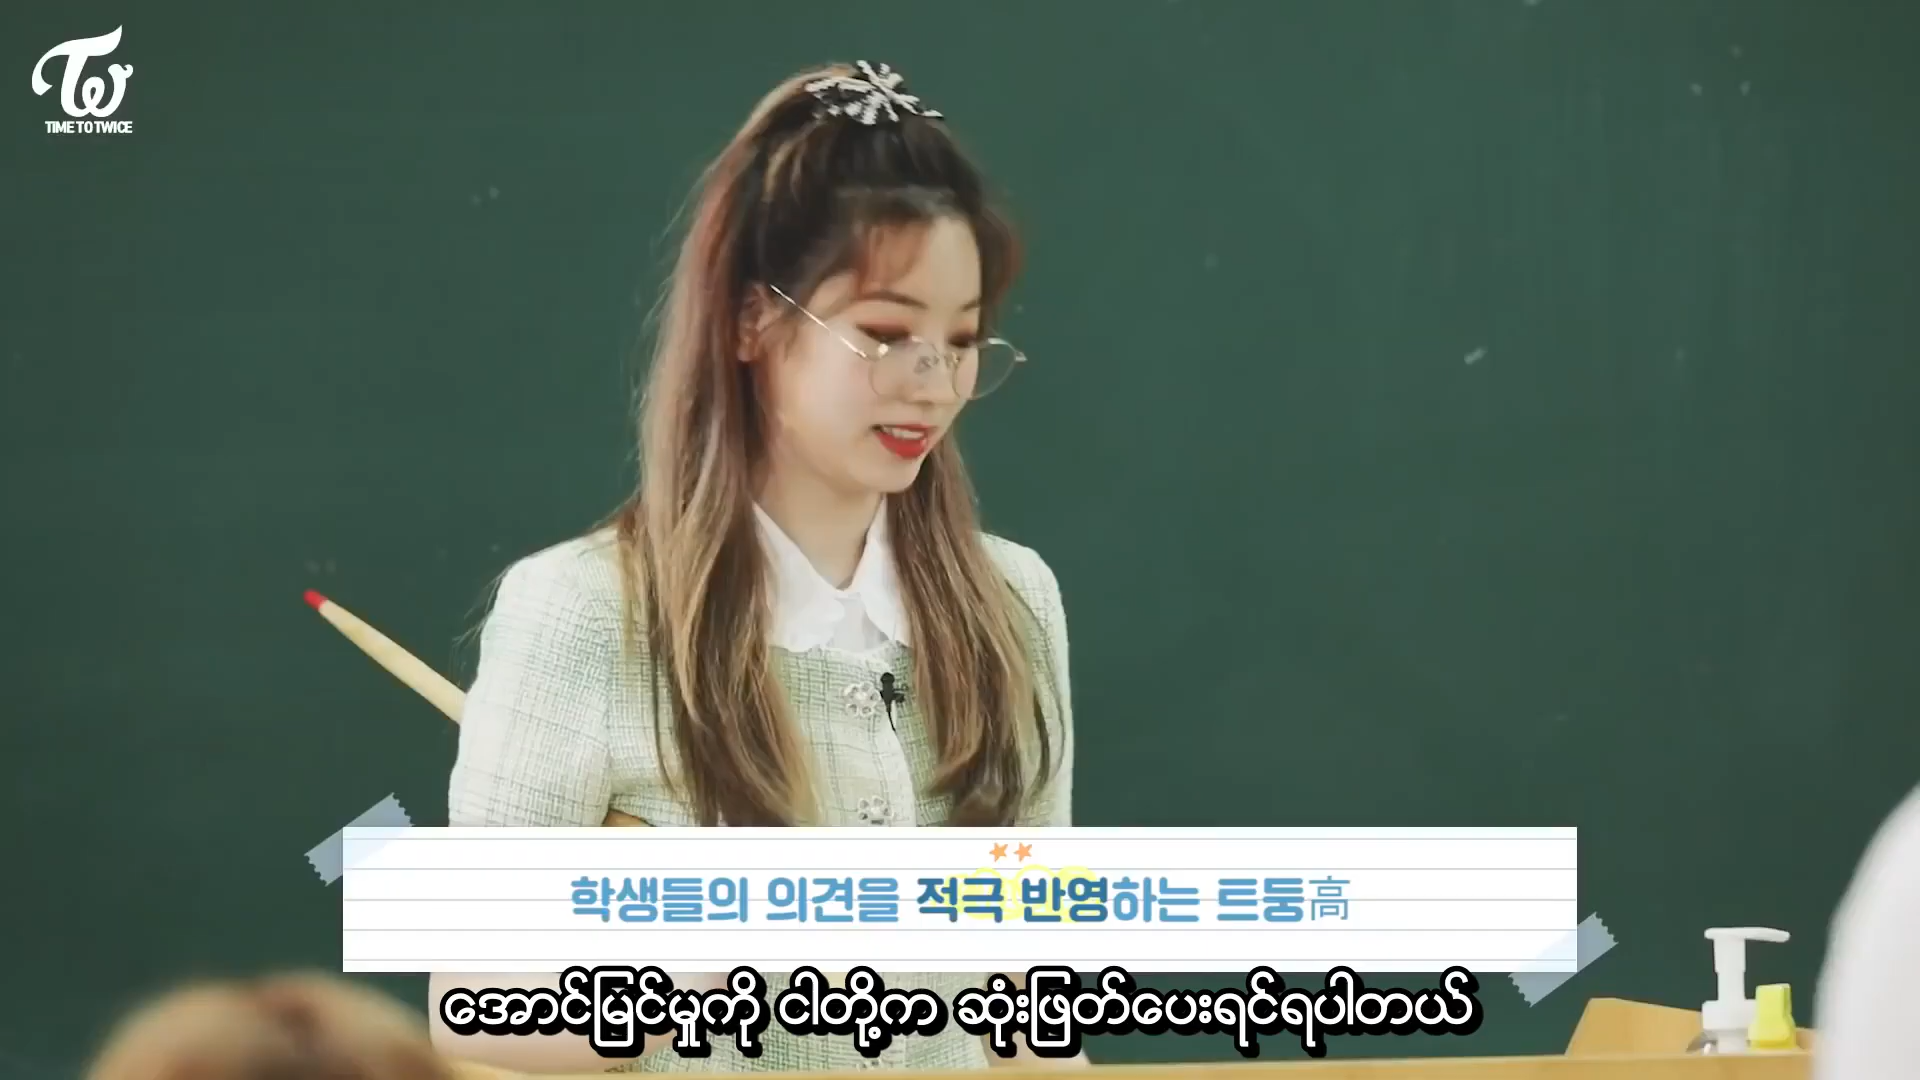 TW
TIME TO TWICE
학생들의 의견을 적극 반영하는 트둥高
အောင်မြင်မှုကို ငါတို့က ဆုံးဖြတ်ပေးရင်ရပါတယ်